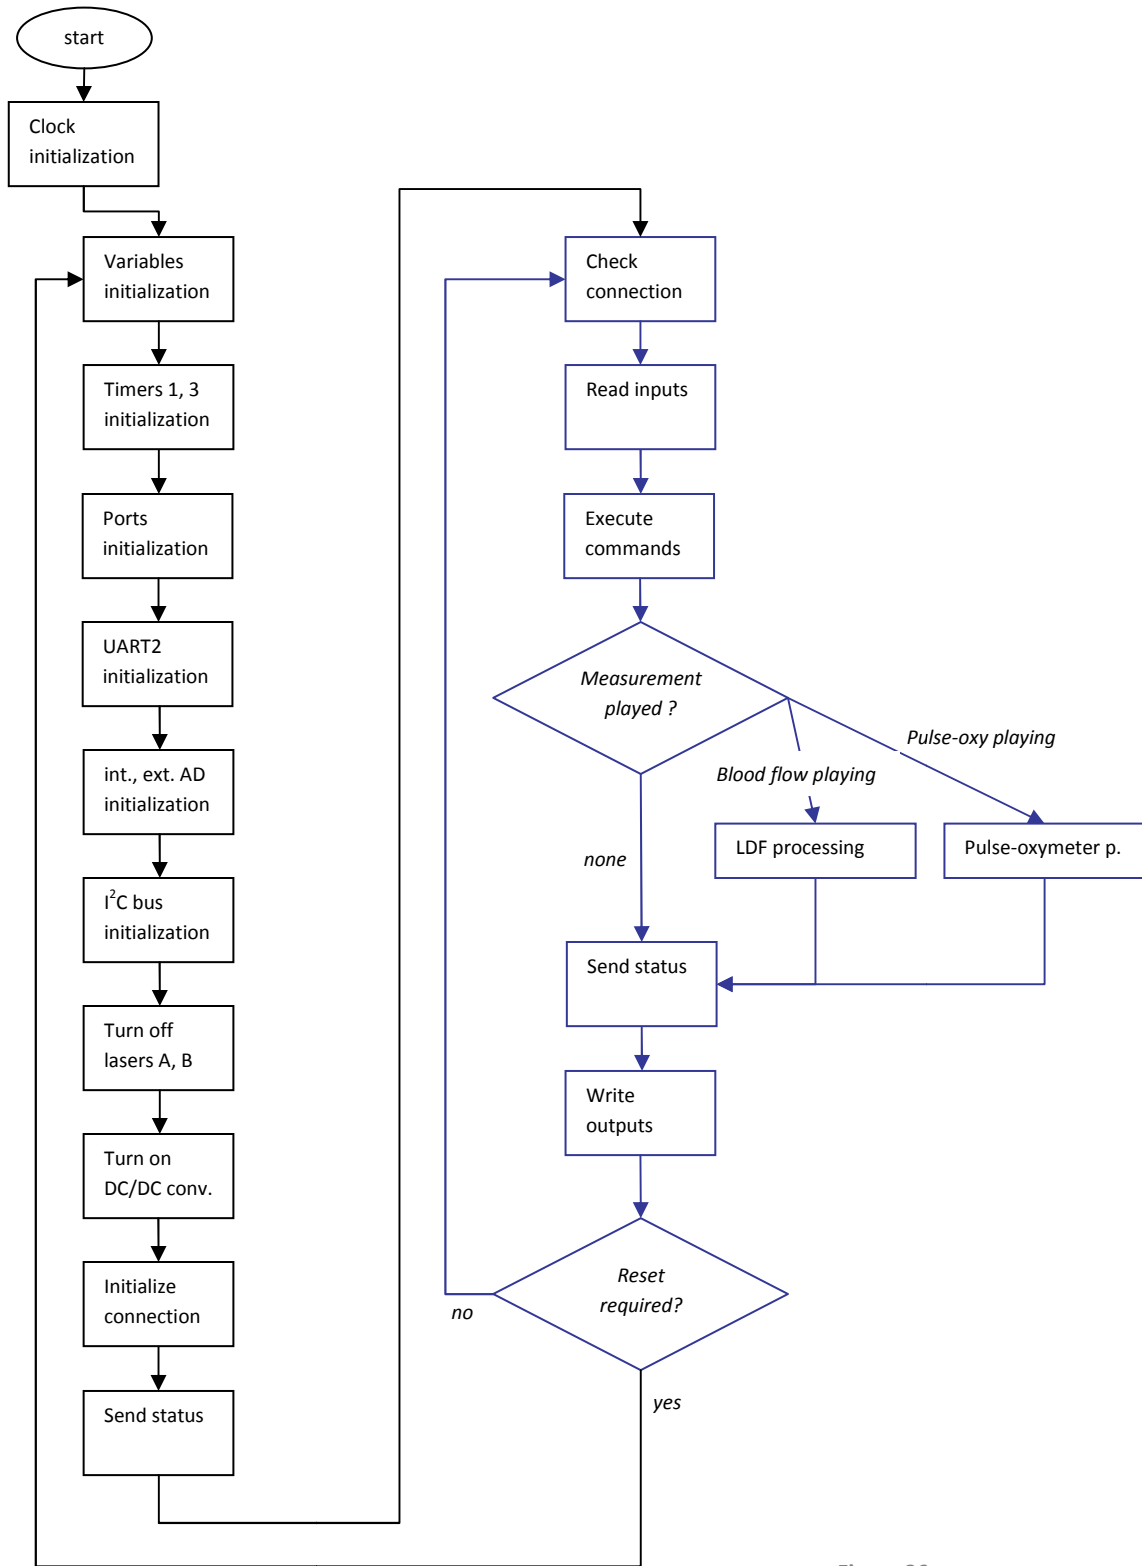 start
Clock
initialization
Variables
initialization
Timers 1, 3
initialization
Ports
initialization
UART2
initialization
int., ext. AD
initialization
I²C bus
initialization
Turn off
lasers A, B
Turn on
DC/DC conv.
Initialize
connection
Send status
Check
connection
Read inputs
Execute
commands
Measurement
played ?
Pulse-oxy playing
Blood flow playing
none
LDF processing
Pulse-oxymeter p.
Send status
Write
outputs
Reset
required?
no
yes